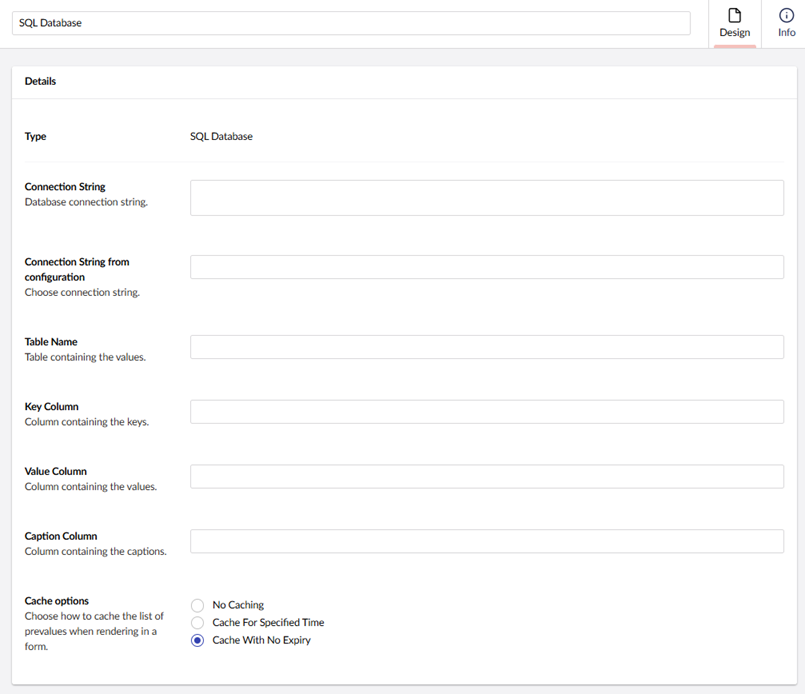 SQL Database
Design
Info
Details
Type
SQL Database
Connection String
Database connection string.
Connection String from
configuration
Choose connection string.
Table Name
Table containing the values.
Key Column
Column containing the keys.
Value Column
Column containing the values.
Caption Column
Column containing the captions.
Cache options
Choose how to cache the list of
prevalues when rendering in a
form.
No Caching
Cache For Specified Time
Cache With No Expiry